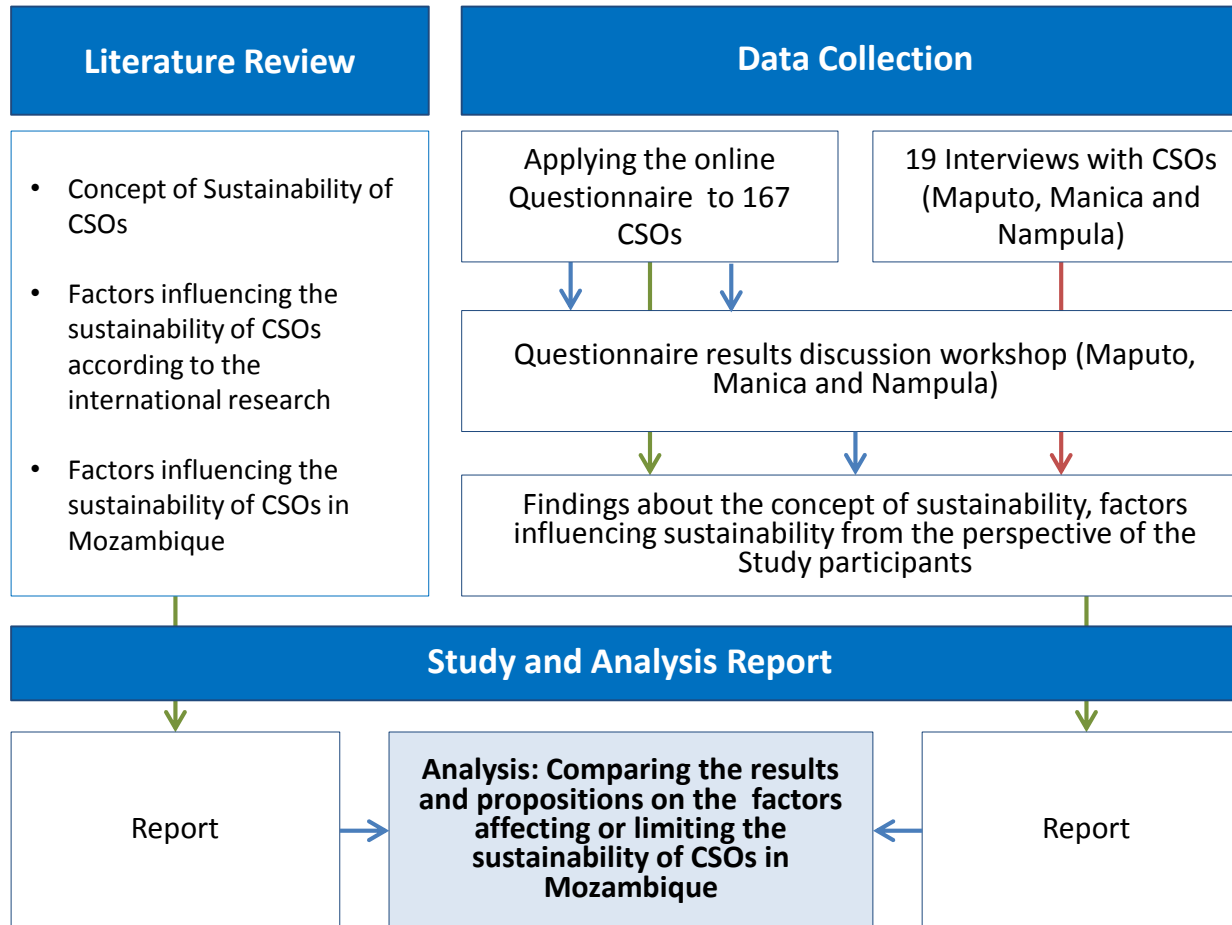 Literature Review
Data Collection
• Concept of Sustainability of
CSOs
• Factors influencing the
sustainability of CSOs
according to the
international research
• Factors influencing the
sustainability of CSOs in
Mozambique
Applying the online
Questionnaire to 167
CSOs
19 Interviews with CSOs
(Maputo, Manica and
Nampula)
Questionnaire results discussion workshop (Maputo,
Manica and Nampula)
Findings about the concept of sustainability, factors
influencing sustainability from the perspective of the
Study participants
Study and Analysis Report
Report
Analysis: Comparing the results
and propositions on the factors
affecting or limiting the
sustainability of CSOs in
Mozambique
Report